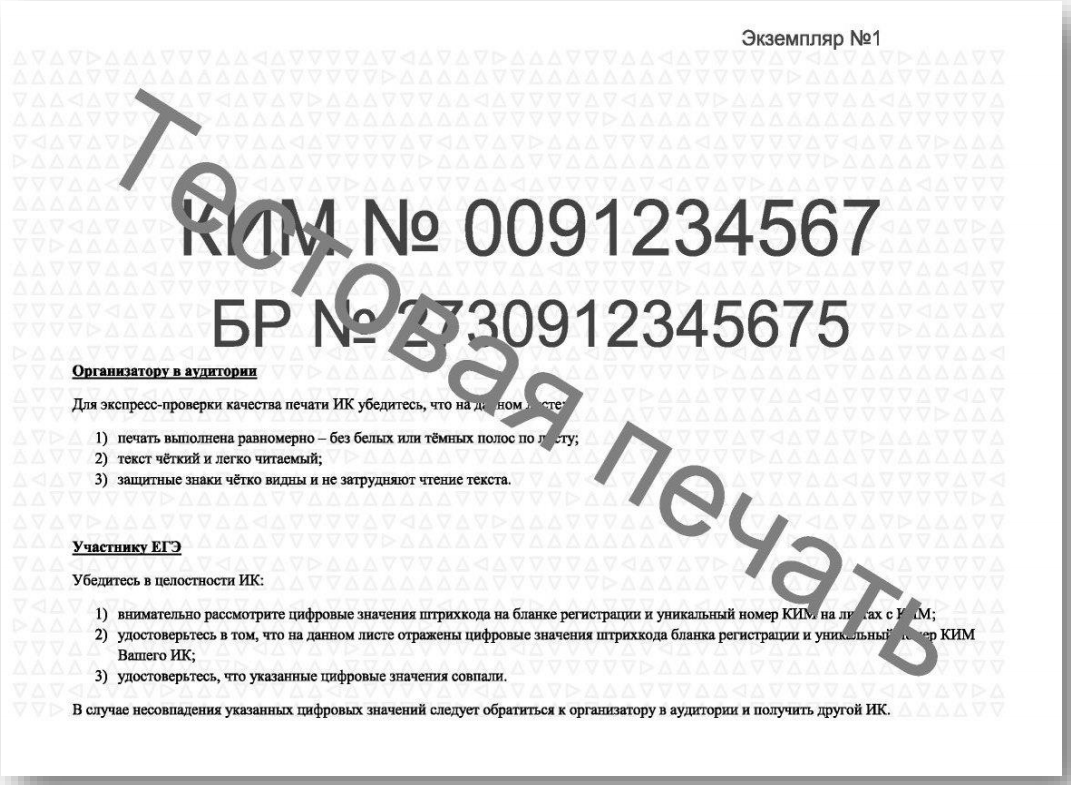 Экземпляр №1
КИМ № 0091234567
БР № 2730912345675
Организатору в аудитории
Для экспресс-проверки качества печати ИК убедитесь, что на данном листе:
1) печать выполнена равномерно – без белых или тёмных полос по листу;
2) текст чёткий и легко читаемый;
3) защитные знаки чётко видны и не затрудняют чтение текста.
Участнику ЕГЭ
Убедитесь в целостности ИК:
1) внимательно рассмотрите цифровые значения штрихкода на бланке регистрации и уникальный номер КИМ на листах с КИМ;
2) удостоверьтесь в том, что на данном листе отражены цифровые значения штрихкода бланка регистрации и уникальный номер КИМ
Вашего ИК;
3) удостоверьтесь, что указанные цифровые значения совпали.
В случае несовпадения указанных цифровых значений следует обратиться к организатору в аудитории и получить другой ИК.
Тестовая печать